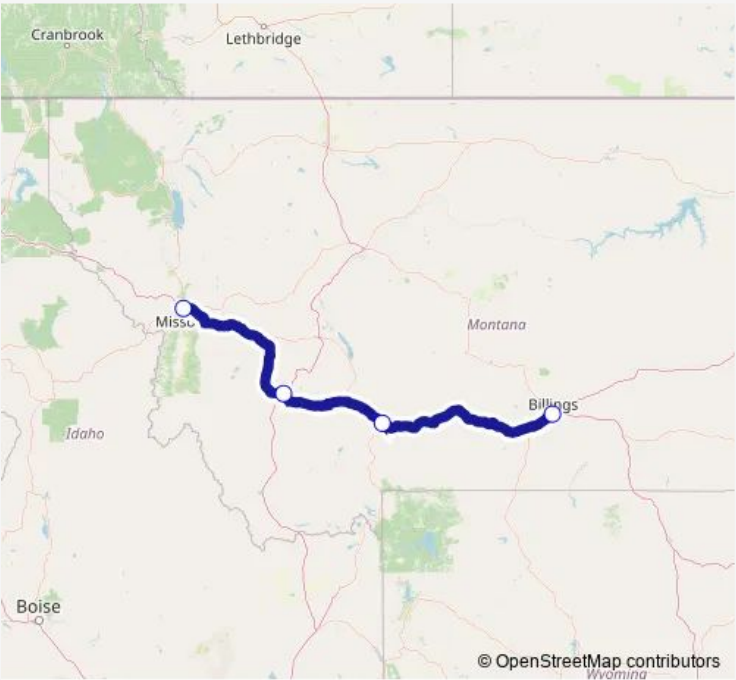 Cranbrook
Lethbridge
Montana
Billings
Idaho
Boise
© OpenStreetMap contributors
Wyoming